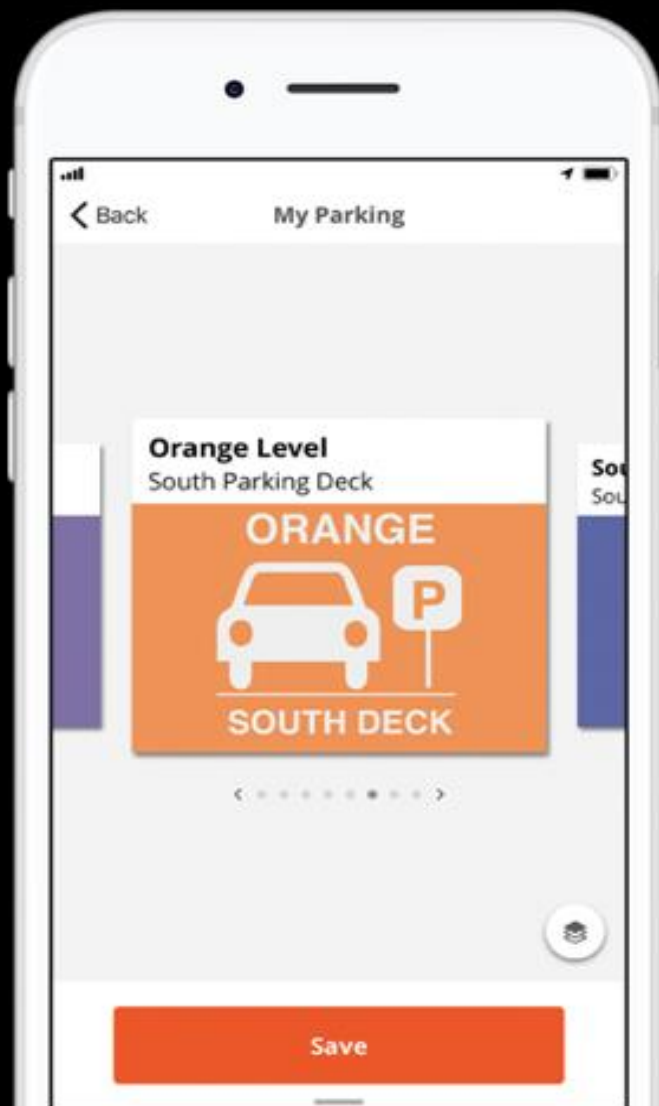 Back
My Parking
Orange Level
South Parking Deck
ORANGE
P
SOUTH DECK
Save